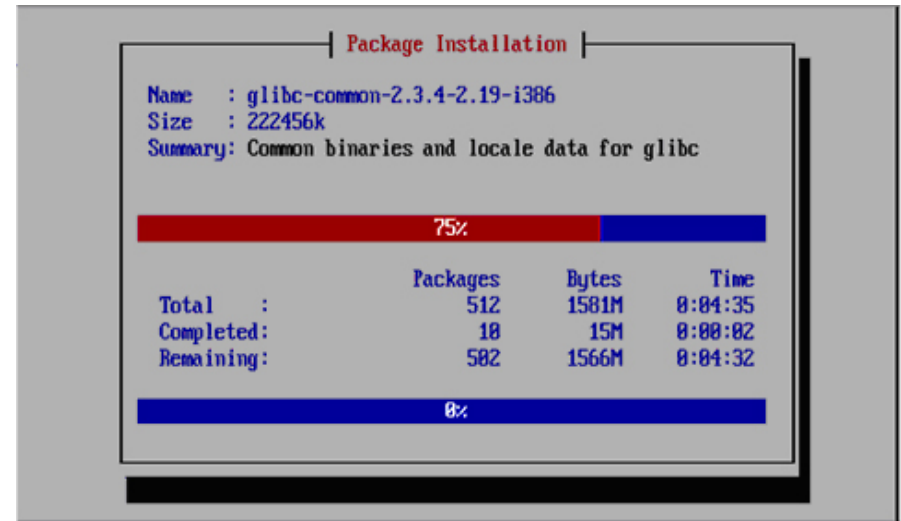 Package Installation
Name : glibc-common-2.3.4-2.19-i386
Size : 222456k
Summary: Common binaries and locale data for glibc
75%
Packages Bytes Time
Total : 512 1581M 0:04:35
Completed: 10 15M 0:00:02
Remaining: 502 1566M 0:04:32
0%